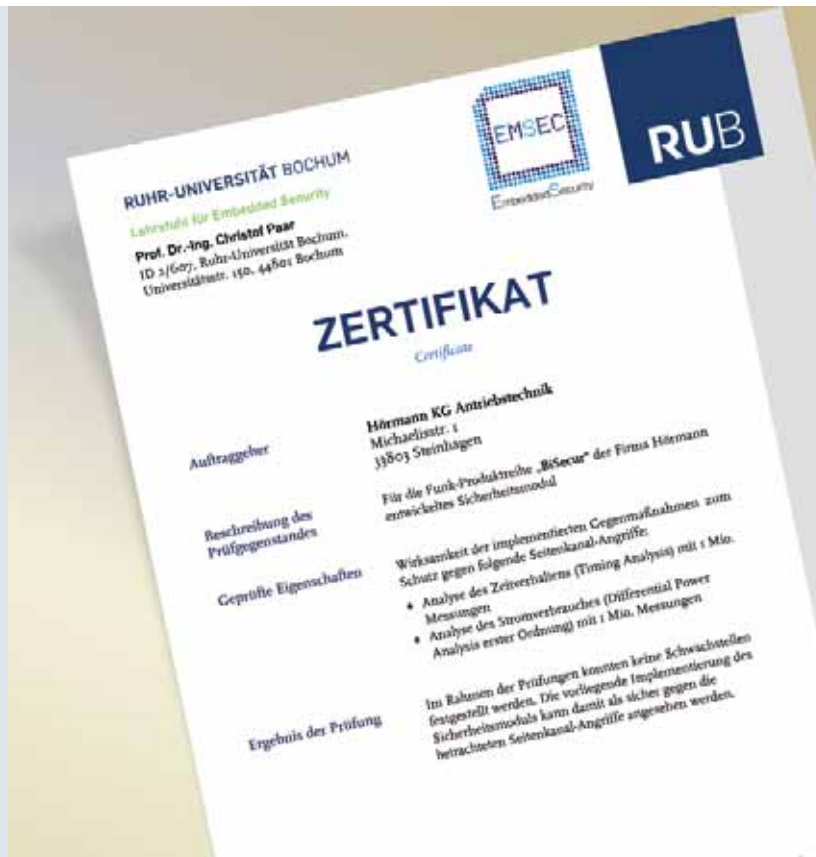 RUHR-UNIVERSITÄT BOCHUM
Lehrstuhl für Embedded Security
Prof. Dr.-Ing. Christof Paar
ID 2/607, Ruhr-Universität Bochum,
Universitätsstr. 150, 44801 Bochum
EMSEC
EmbeddedSecurity
RUB
ZERTIFIKAT
Certificate
Auftraggeber
Hörmann KG Antriebstechnik
Michaelisstr. 1
33803 Steinhagen
Beschreibung des
Prüfgegenstandes
Für die Funk-Produktreihe „BiSecur“ der Firma Hörmann
entwickeltes Sicherheitsmodul
Geprüfte Eigenschaften
Wirksamkeit der implementierten Gegenmaßnahmen zum
Schutz gegen folgende Seitenkanal-Angriffe:
• Analyse des Zeitverhaltens (Timing Analysis) mit 1 Mio.
Messungen
• Analyse des Stromverbrauches (Differential Power
Analysis erster Ordnung) mit 1 Mio. Messungen
Ergebnis der Prüfung
Im Rahmen der Prüfungen konnten keine Schwachstellen
festgestellt werden. Die vorliegende Implementierung des
Sicherheitsmoduls kann damit als sicher gegen die
betrachteten Seitenkanal-Angriffe angesehen werden.